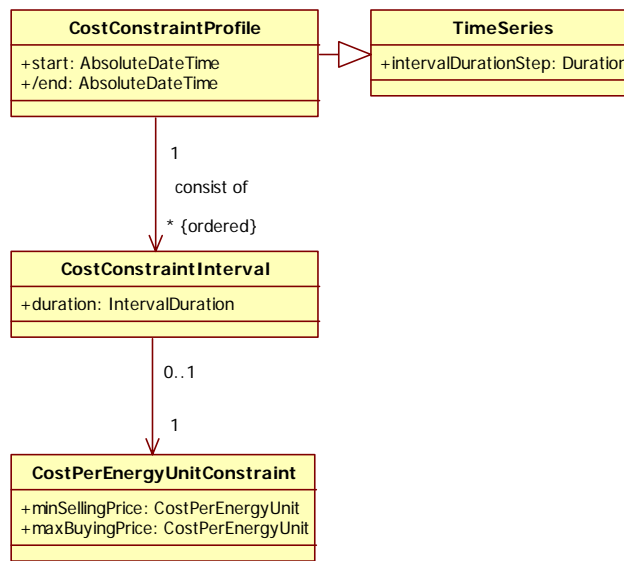 CostConstraintProfile
+start: AbsoluteDateTime
+/end: AbsoluteDateTime
TimeSeries
+intervalDurationStep: Duration
1
consist of
* {ordered}
CostConstraintInterval
+duration: IntervalDuration
0..1
1
CostPerEnergyUnitConstraint
+minSellingPrice: CostPerEnergyUnit
+maxBuyingPrice: CostPerEnergyUnit